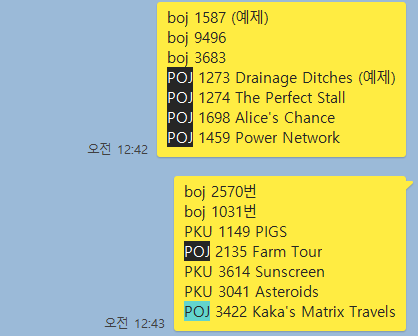 boj 1587 (예제)
boj 9496
boj 3683
POJ 1273 Drainage Ditches (예제)
POJ 1274 The Perfect Stall
POJ 1698 Alice's Chance
POJ 1459 Power Network
오전 12:42
boj 2570번
boj 1031번
PKU 1149 PIGS
POJ 2135 Farm Tour
PKU 3614 Sunscreen
PKU 3041 Asteroids
POJ 3422 Kaka's Matrix Travels
오전 12:43